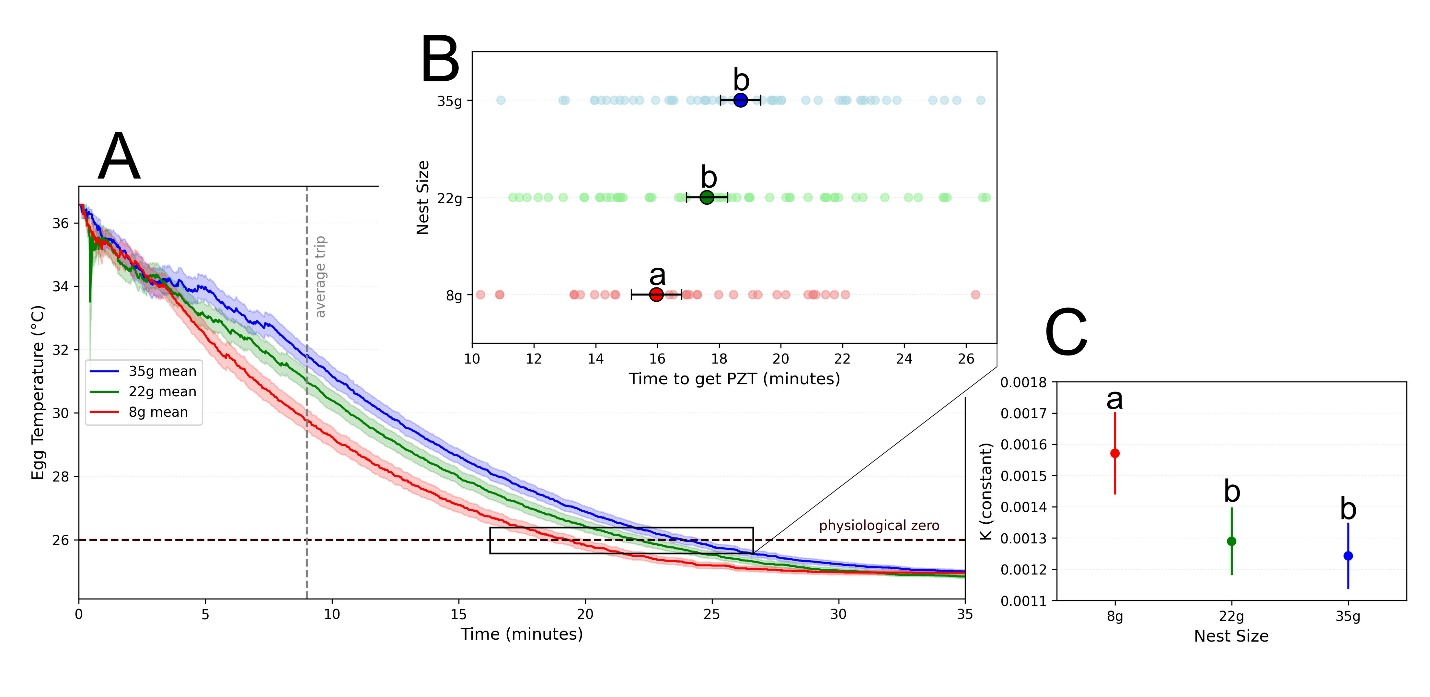 A
36
34
32
30
28
26
Egg Temperature (°C)
35g mean
22g mean
8g mean
average trip
physiological zero
0 5 10 15 20 25 30 35
Time (minutes)
B
35g
22g
8g
Nest Size
b
b
a
10 12 14 16 18 20 22 24 26
Time to get PZT (minutes)
C
0.0018
0.0017
0.0016
0.0015
0.0014
0.0013
0.0012
0.0011
K (constant)
a
b
b
8g 22g 35g
Nest Size